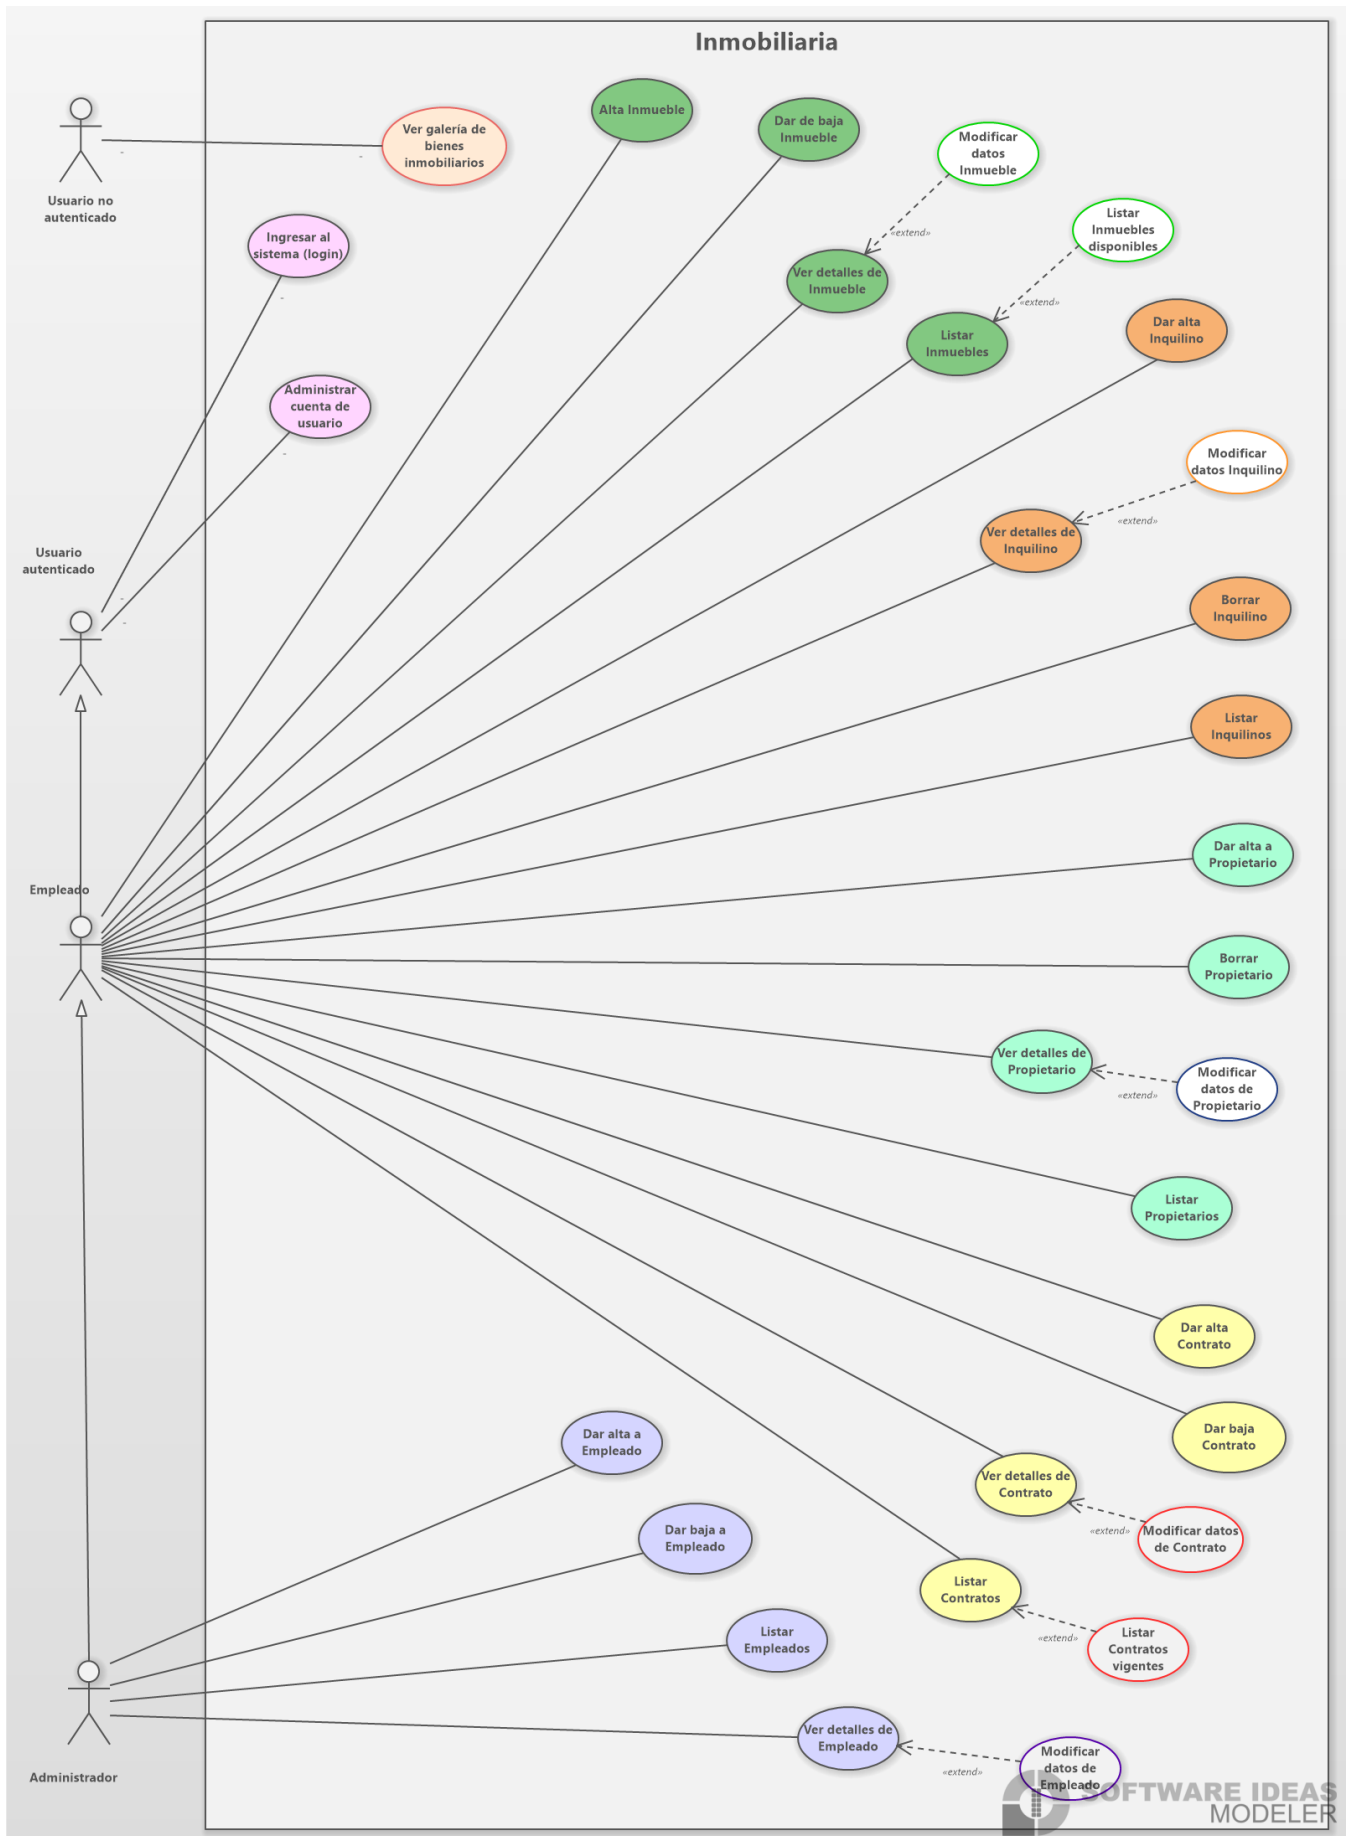 Inmobiliaria
Usuario no
autenticado
Ver galería de
bienes
inmobiliarios
Alta Inmueble
Dar de baja
Inmueble
Modificar
datos
Inmueble
«extend»
Ver detalles de
Inmueble
Listar
Inmuebles
disponibles
«extend»
Listar
Inmuebles
Ingresar al
sistema (login)
Administrar
cuenta de
usuario
Dar alta
Inquilino
Modificar
datos Inquilino
«extend»
Ver detalles de
Inquilino
Usuario
autenticado
Borrar
Inquilino
Listar
Inquilinos
Dar alta a
Propietario
Empleado
Borrar
Propietario
Ver detalles de
Propietario
«extend»
Modificar
datos de
Propietario
Listar
Propietarios
Dar alta
Contrato
Dar baja
Contrato
Ver detalles de
Contrato
«extend»
Modificar datos
de Contrato
Listar
Contratos
«extend»
Listar
Contratos
vigentes
Dar alta a
Empleado
Dar baja a
Empleado
Listar
Empleados
Ver detalles de
Empleado
«extend»
Modificar
datos de
Empleado
Administrador
SOFTWARE IDEAS
MODELER